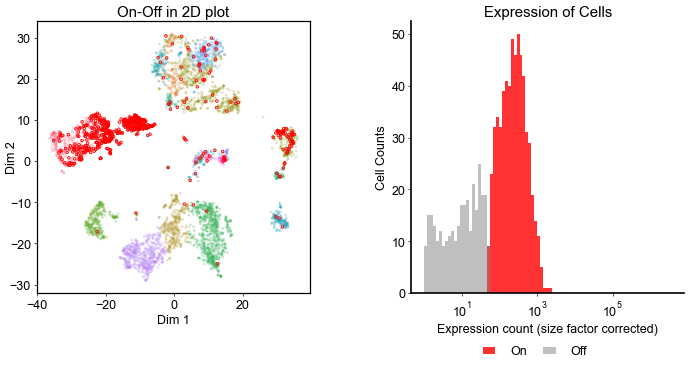 On-Off in 2D plot
30
20
10
0
−10
−20
−30
Dim 2
−40
−20
0
20
Dim 1
Expression of Cells
50
40
30
20
10
0
Cell Counts
10^1
10^3
10^5
Expression count (size factor corrected)
On
Off